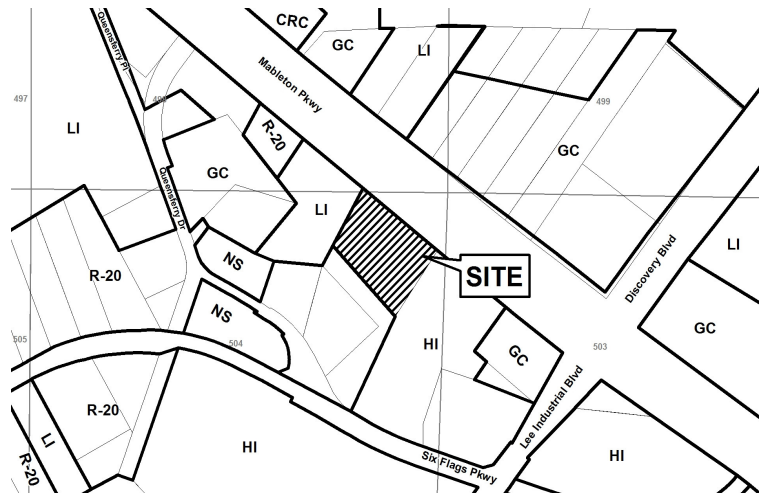 CRC
GC
LI
Queensferry Pl
Mableton Pkwy
497
499
LI
R-20
GC
GC
Queensferry Dr
LI
NS
R-20
SITE
Discovery Blvd
LI
NS
GC
505
504
HI
503
GC
R-20
Lee Industrial Blvd
LI
HI
HI
R-20
Six Flags Pkwy